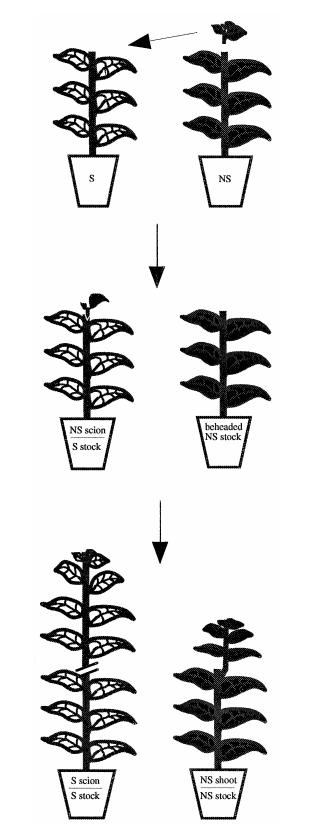 S
NS
NS scion
S stock
beheaded
NS stock
S scion
S stock
NS shoot
NS stock